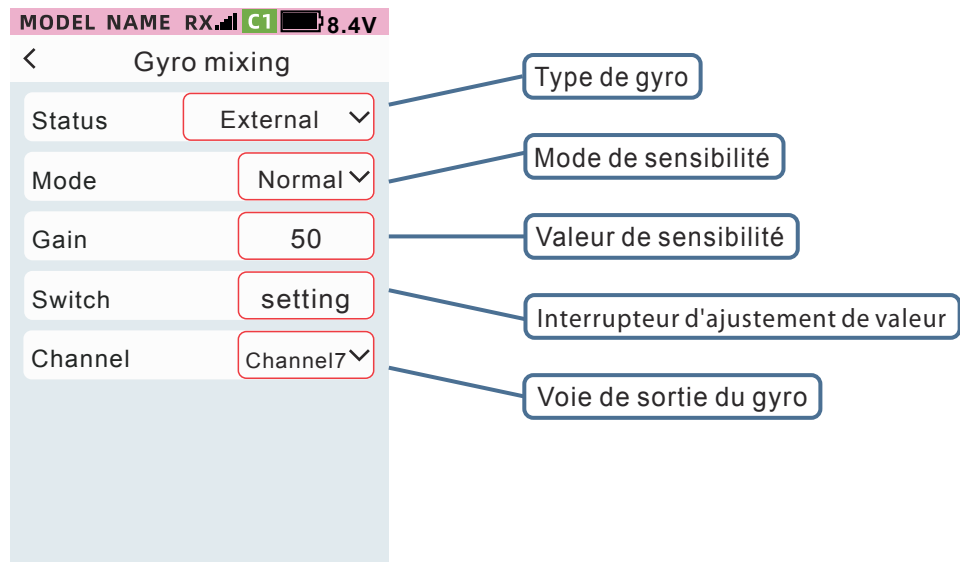 MODEL NAME RX C1 8.4V
Gyro mixing
Status External
Mode Normal
Gain 50
Switch setting
Channel Channel7
Type de gyro
Mode de sensibilité
Valeur de sensibilité
Interrupteur d'ajustement de valeur
Voie de sortie du gyro